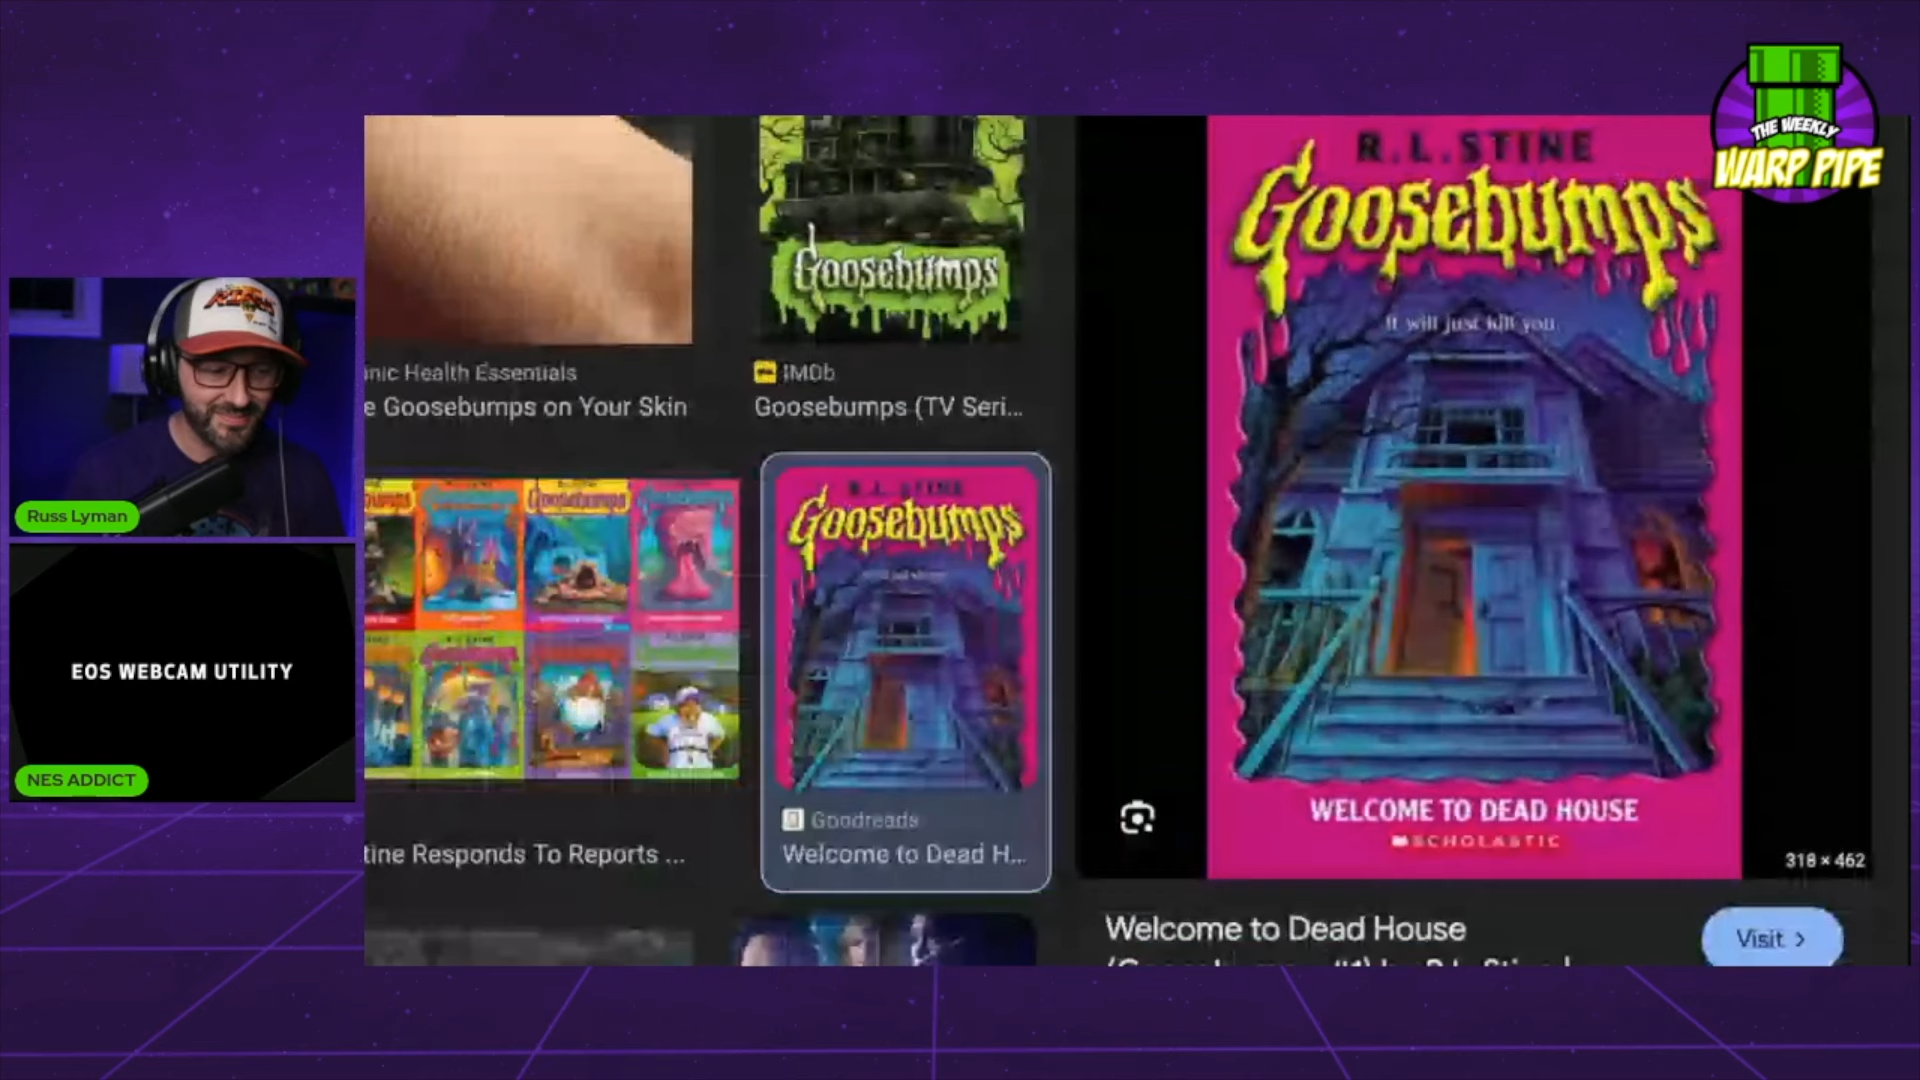 THE WEEKLY
WARP PIPE
Russ Lyman
EOS WEBCAM UTILITY
NES ADDICT
nic Health Essentials
e Goosebumps on Your Skin
Goosebumps
IMDb
Goosebumps (TV Seri...
Goosebumps
tine Responds To Reports ...
R.L. STINE
Goosebumps
Goodreads
Welcome to Dead H...
R.L. STINE
Goosebumps
It will just kill you.
WELCOME TO DEAD HOUSE
SCHOLASTIC
318 × 462
Welcome to Dead House
Visit >